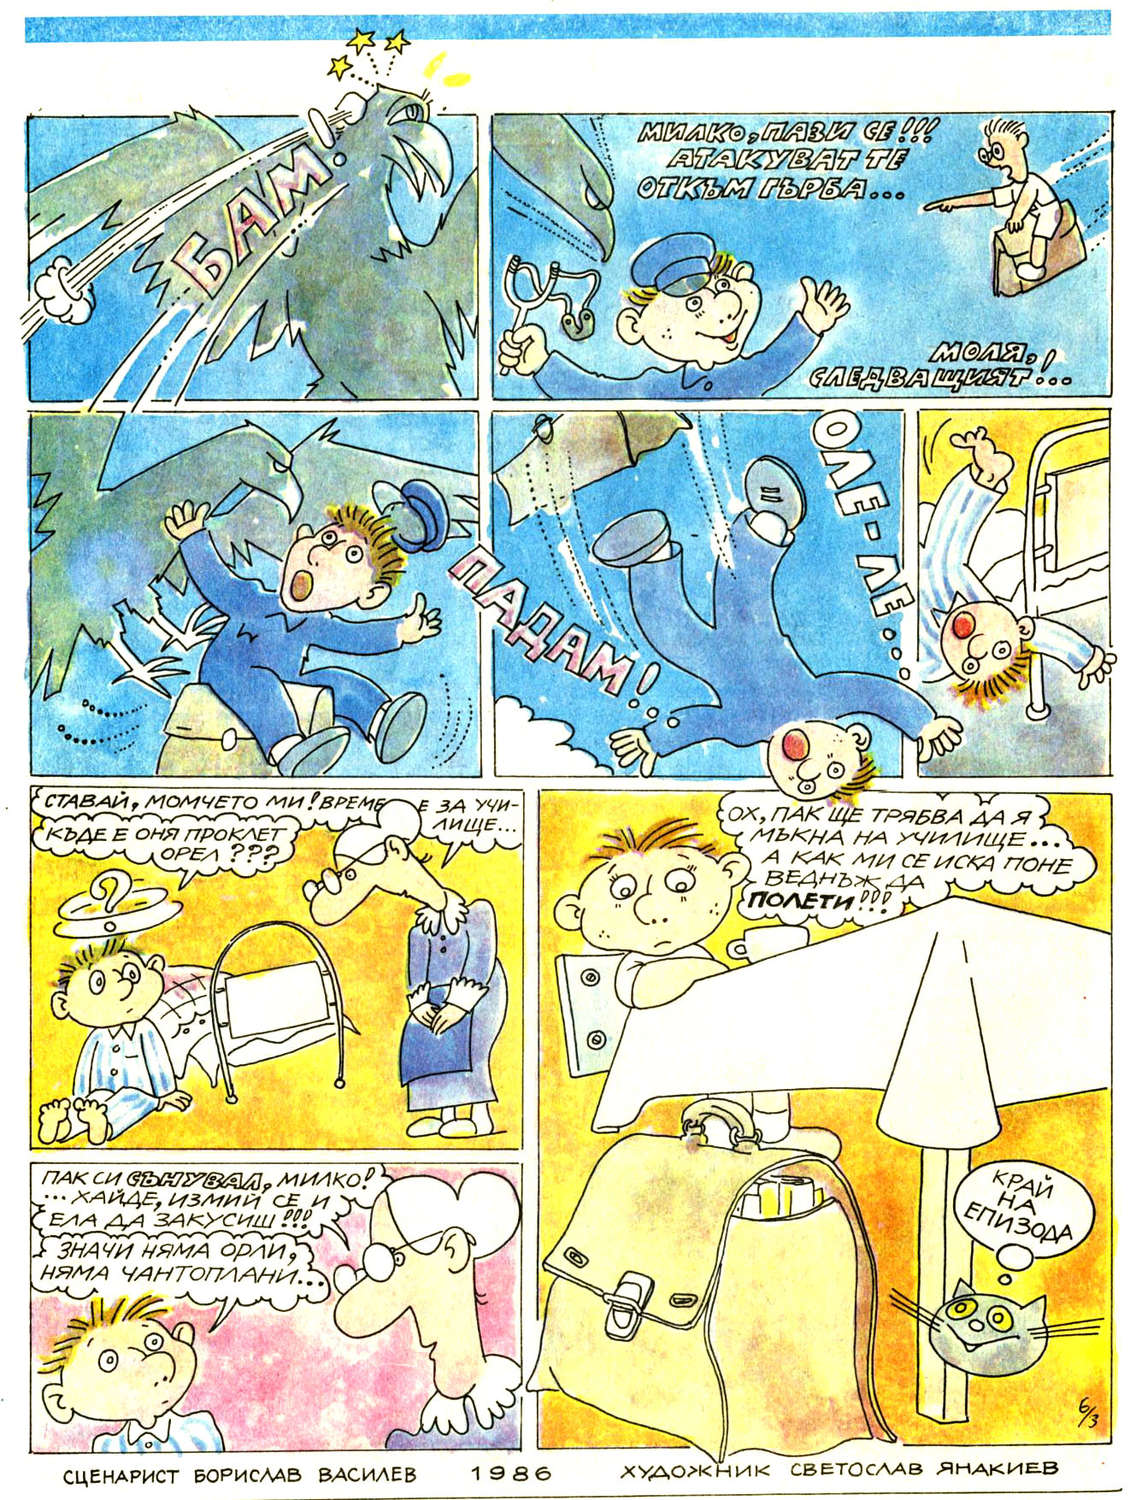 БАМ!
МИЛКО, ПАЗИ СЕ!!!
АТАКУВАТ ТЕ
ОТКЪМ ГЪРБА...
МОЛЯ,
СЛЕДВАЩИЯТ!...
ПАДАМ!...
ОЛЕ-ЛЕ...
СТАВАЙ, МОМЧЕТО МИ! ВРЕМЕ Е ЗА УЧИ-
ЛИЩЕ...
КЪДЕ Е ОНЯ ПРОКЛЕТ
ОРЕЛ ???
?
ОХ, ПАК ЩЕ ТРЯБВА ДА Я
МЪКНА НА УЧИЛИЩЕ...
А КАК МИ СЕ ИСКА ПОНЕ
ВЕДНЪЖ ДА
ПОЛЕТИ!!!
ПАК СИ СЪНУВАЛ, МИЛКО!
...ХАЙДЕ, ИЗМИЙ СЕ И
ЕЛА ДА ЗАКУСИШ!!!
ЗНАЧИ НЯМА ОРЛИ,
НЯМА ЧАНТОПЛАНИ...
КРАЙ
НА
ЕПИЗОДА
6/3
СЦЕНАРИСТ БОРИСЛАВ ВАСИЛЕВ 1986 ХУДОЖНИК СВЕТОСЛАВ ЯНАКИЕВ